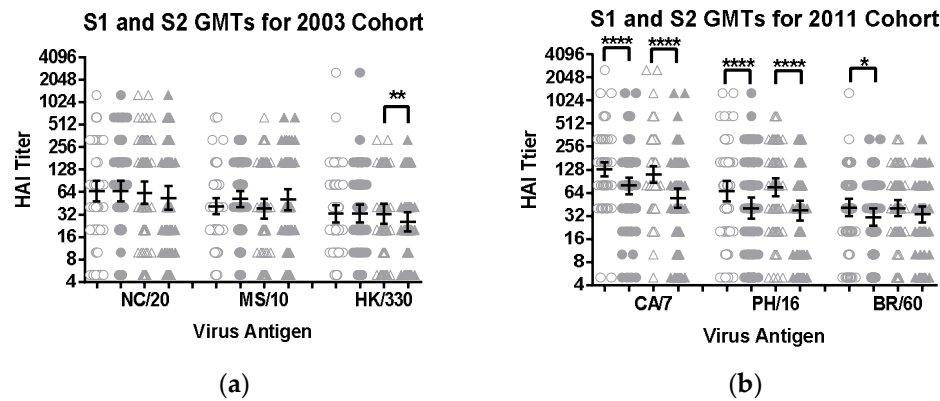 S1 and S2 GMTs for 2003 Cohort
HAI Titer
4096
2048
1024
512
256
128
64
32
16
8
4
**
NC/20 MS/10 HK/330
Virus Antigen
(a)
S1 and S2 GMTs for 2011 Cohort
HAI Ttier
4096
2048
1024
512
256
128
64
32
16
8
4
**** **** **** **** *
CA/7 PH/16 BR/60
Virus Antigen
(b)